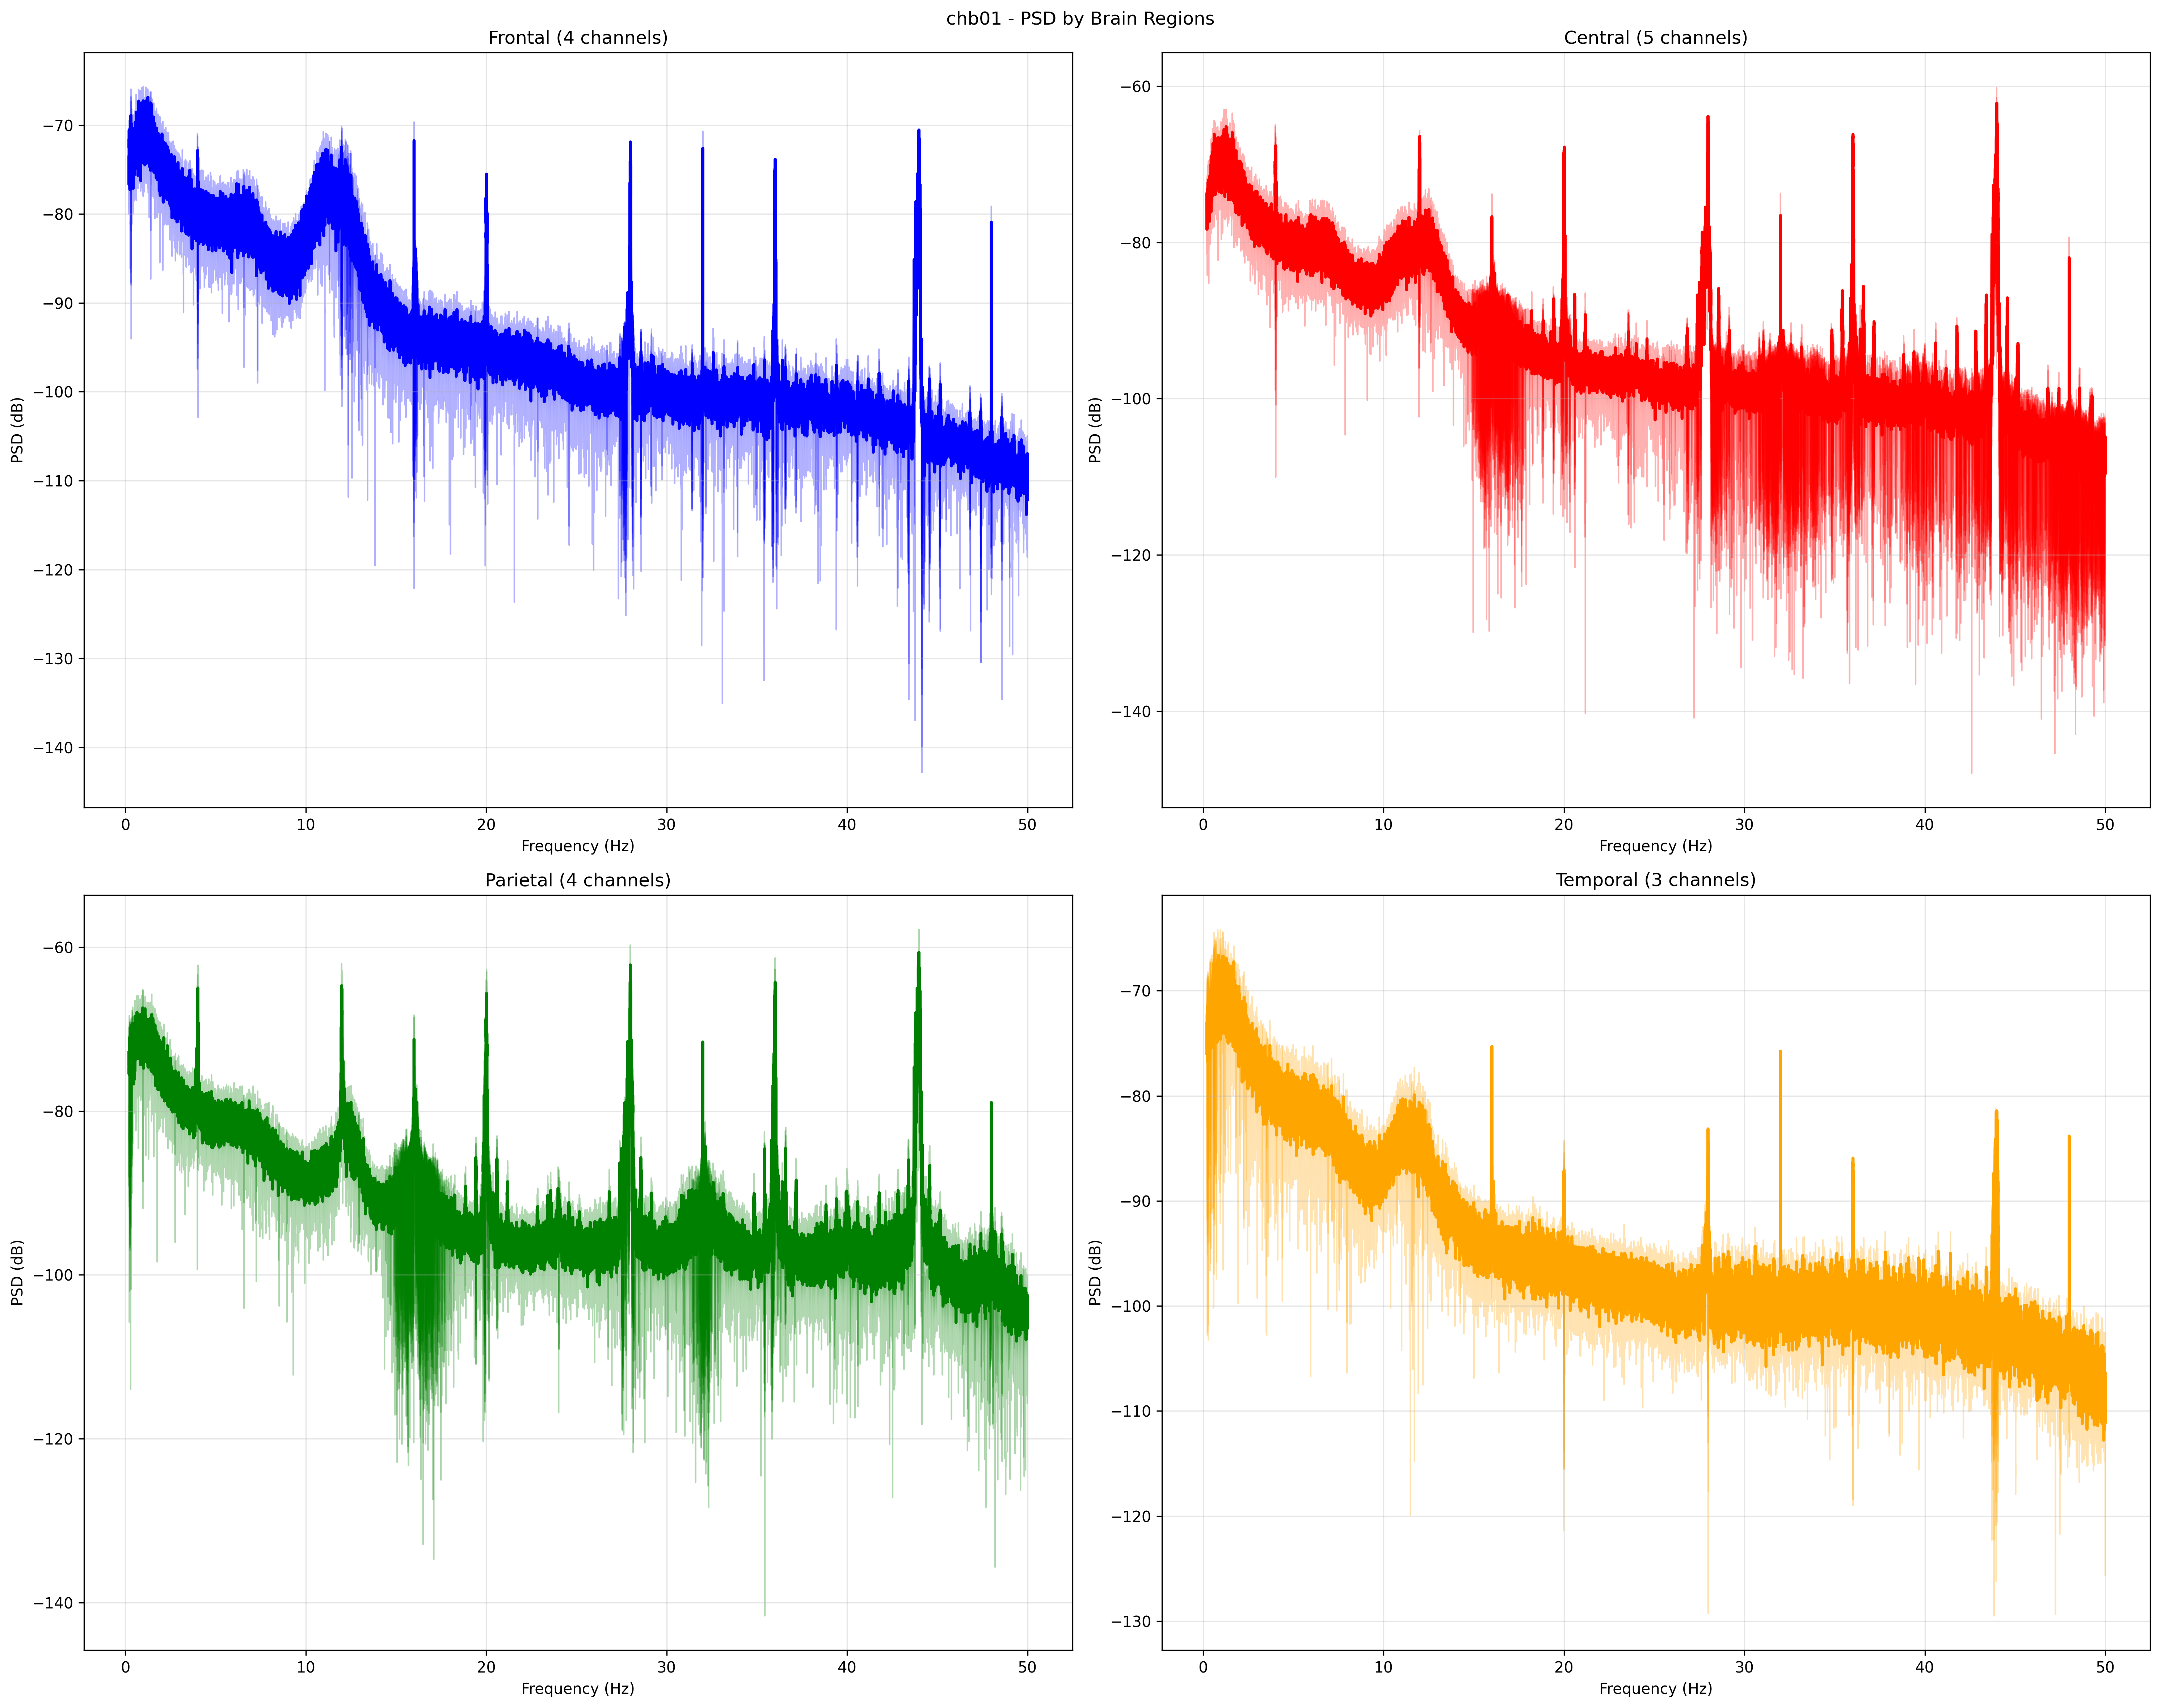 chb01 - PSD by Brain Regions
Frontal (4 channels)
−70
−80
−90
−100
−110
−120
−130
−140
PSD (dB)
0 10 20 30 40 50
Frequency (Hz)
Central (5 channels)
−60
−80
−100
−120
−140
PSD (dB)
0 10 20 30 40 50
Frequency (Hz)
Parietal (4 channels)
−60
−80
−100
−120
−140
PSD (dB)
0 10 20 30 40 50
Frequency (Hz)
Temporal (3 channels)
−70
−80
−90
−100
−110
−120
−130
PSD (dB)
0 10 20 30 40 50
Frequency (Hz)